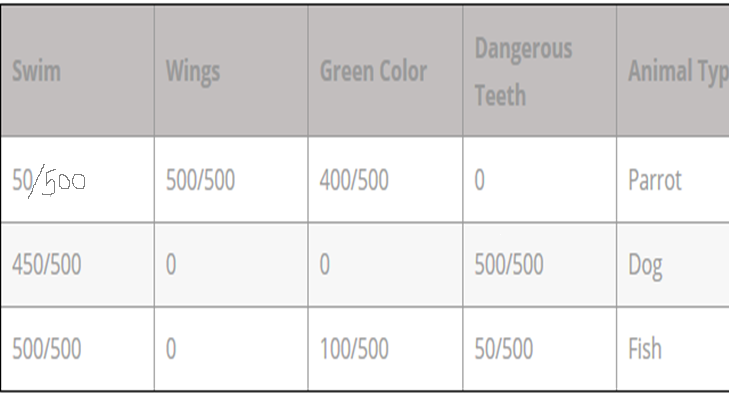 Swim Wings Green Color Dangerous Teeth Animal Typ
50/500 500/500 400/500 0 Parrot
450/500 0 0 500/500 Dog
500/500 0 100/500 50/500 Fish